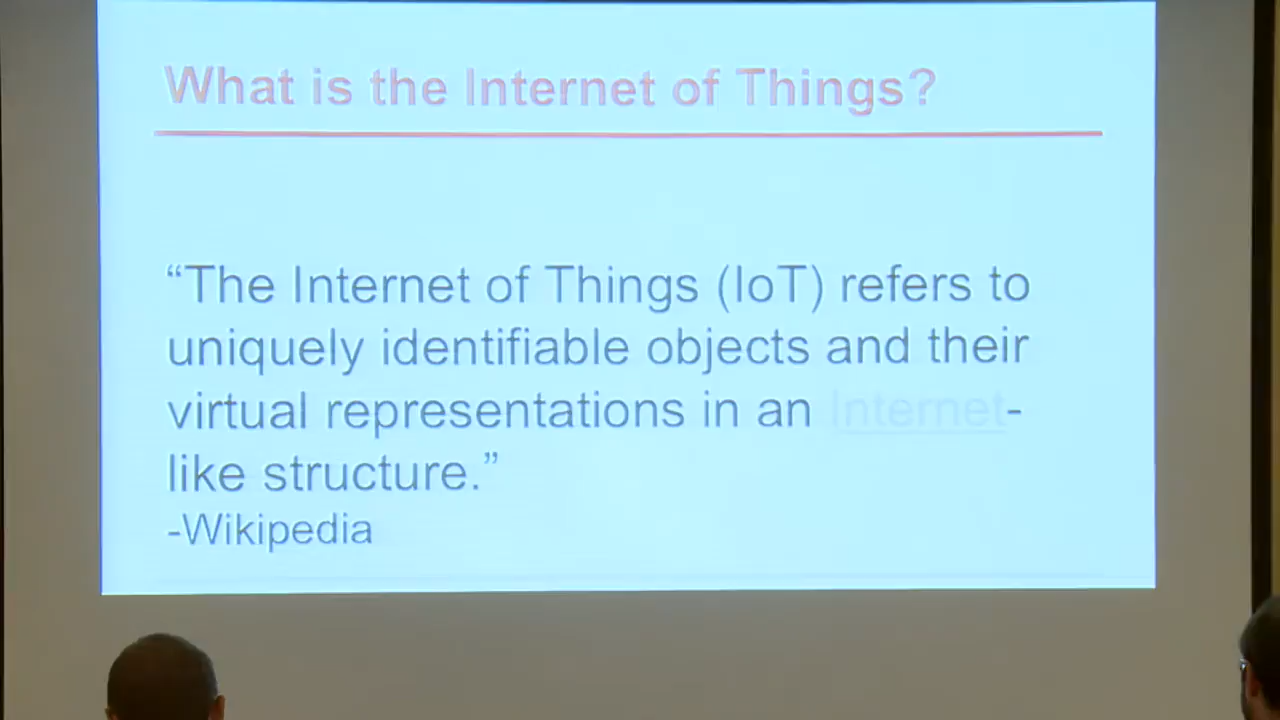 What is the Internet of Things?
“The Internet of Things (IoT) refers to
uniquely identifiable objects and their
virtual representations in an Internet-
like structure.”
-Wikipedia